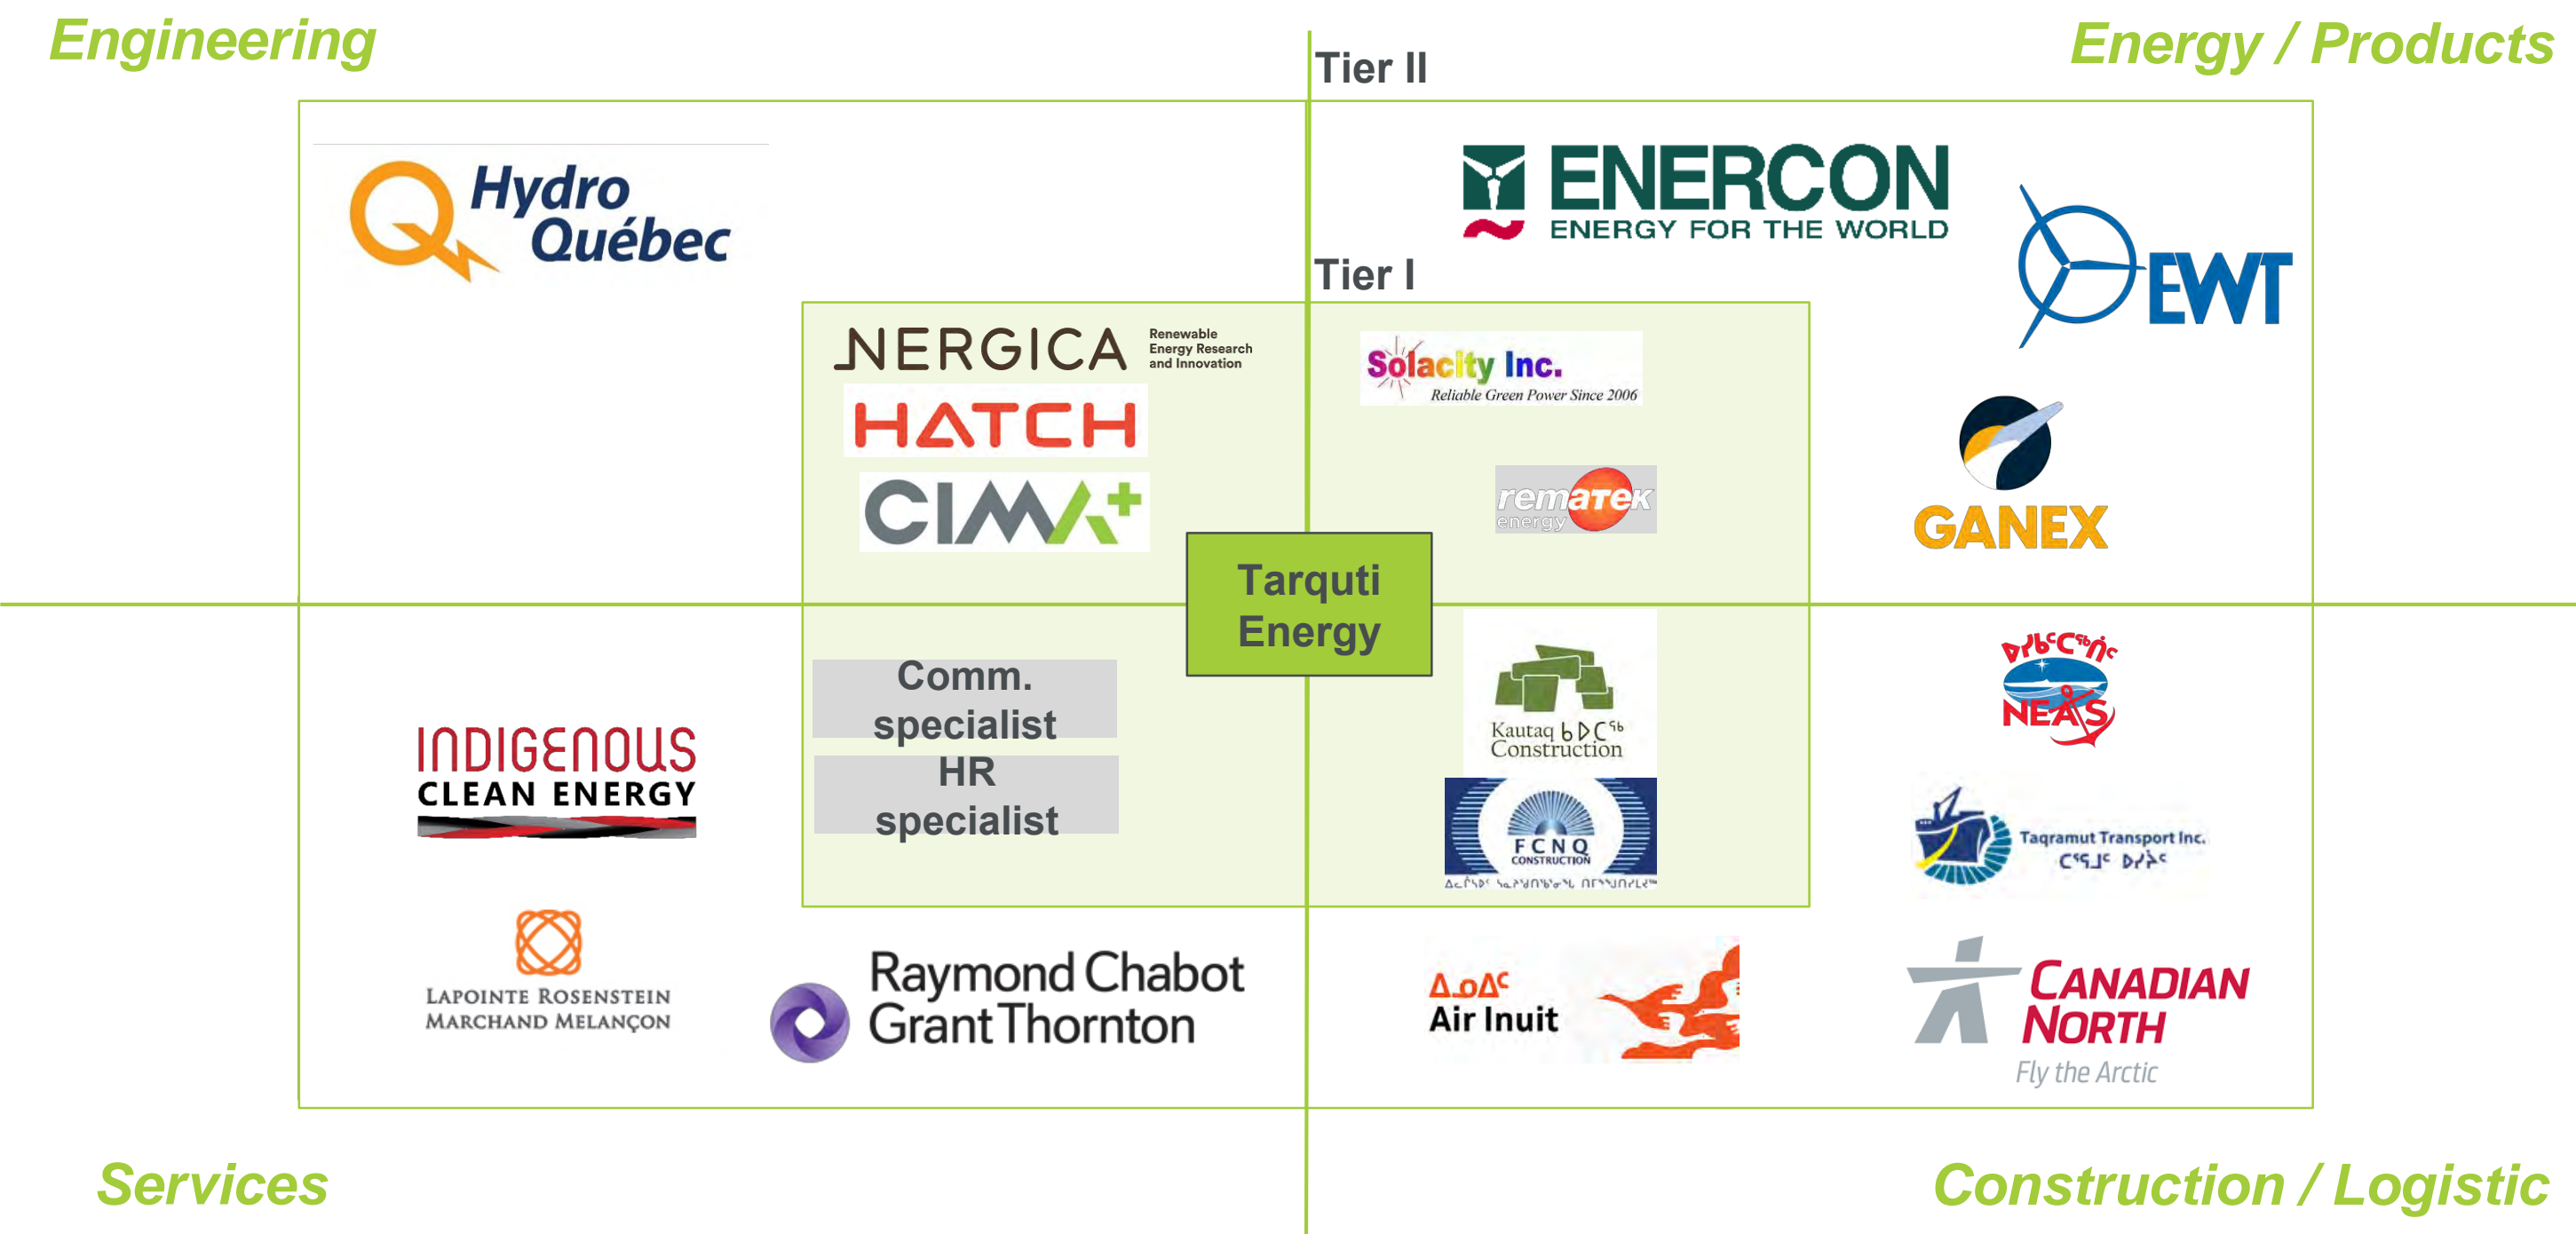 Engineering
Energy / Products
Tier II
Hydro
Québec
ENERCON
ENERGY FOR THE WORLD
EWT
Tier I
NERGICA
Renewable
Energy Research
and Innovation
HATCH
CIMA+
Solacity Inc.
Reliable Green Power Since 2006
rematek
energy
GANEX
Tarquti
Energy
Comm.
specialist
HR
specialist
INDIGENOUS
CLEAN ENERGY
LAPOINTE ROSENSTEIN
MARCHAND MELANÇON
Raymond Chabot
Grant Thornton
Kautaq ᑲᐅᑕᖅ
Construction
FCNQ
CONSTRUCTION
NEAS
Taqramut Transport Inc.
ᐃᓄᐃᑦ
Air Inuit
CANADIAN
NORTH
Fly the Arctic
Services
Construction / Logistic